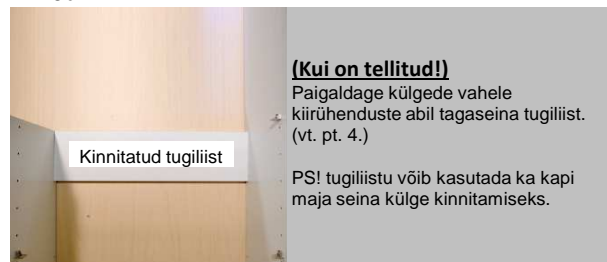 Kinnitatud tugiliist
(Kui on tellitud!)
Paigaldage külgede vahele
kiirühenduste abil tagaseina tugiliist.
(vt. pt. 4.)
PS! tugiliistu võib kasutada ka kapi
maja seina külge kinnitamiseks.